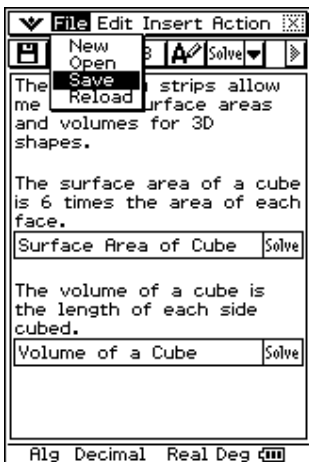 File Edit Insert Action
New
Open
Save
Reload
B A Solve
The strips allow
me urface areas
and volumes for 3D
shapes.
The surface area of a cube
is 6 times the area of each
face.
Surface Area of Cube Solve
The volume of a cube is
the length of each side
cubed.
Volume of a Cube Solve
Alg Decimal Real Deg